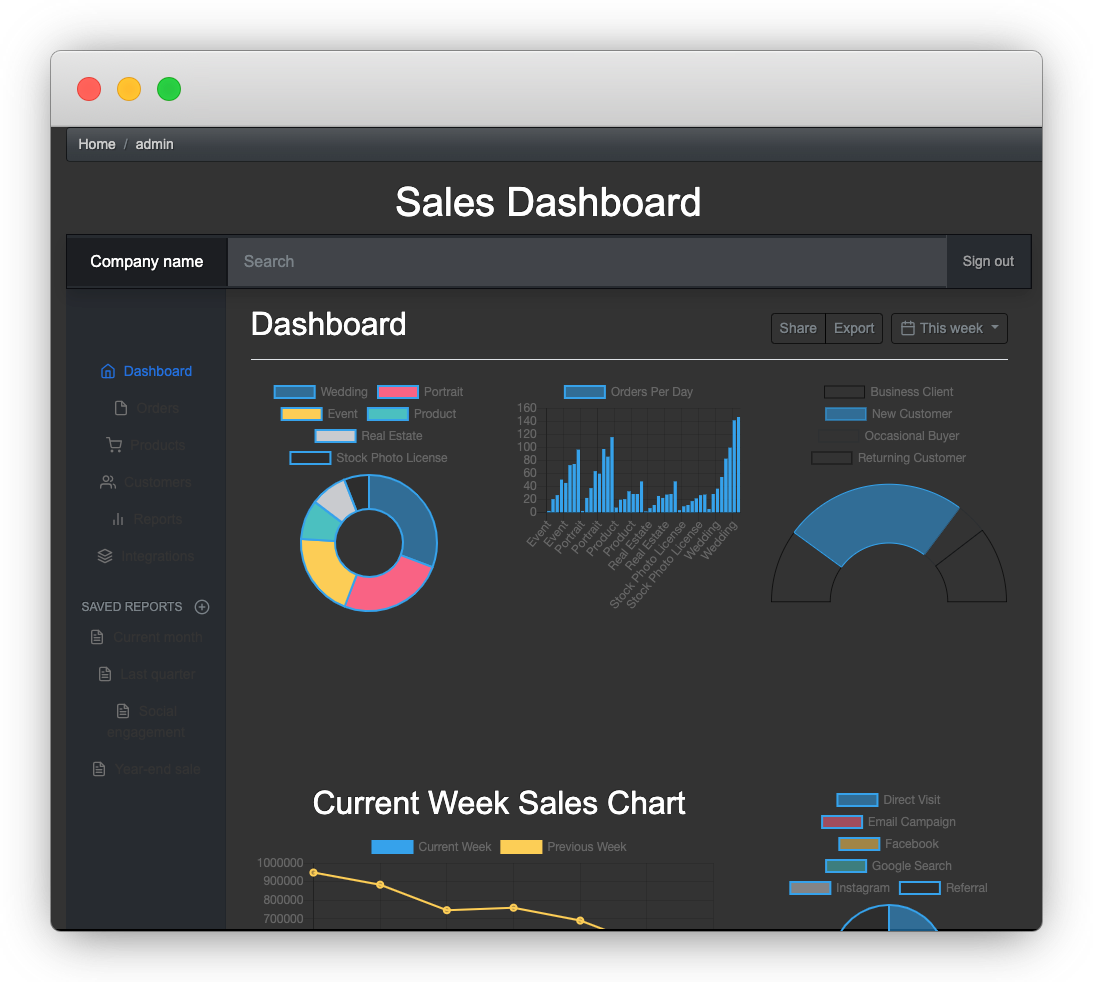 Home / admin
Sales Dashboard
Company name
Search
Sign out
Dashboard
Share
Export
This week
Dashboard
Orders
Products
Customers
Reports
Integrations
SAVED REPORTS
Current month
Last quarter
Social
engagement
Year-end sale
Wedding Portrait
Event Product
Real Estate
Stock Photo License
Orders Per Day
160
140
120
100
80
60
40
20
0
Event
Event
Portrait
Portrait
Product
Product
Real Estate
Real Estate
Stock Photo License
Stock Photo License
Wedding
Wedding
Business Client
New Customer
Occasional Buyer
Returning Customer
Current Week Sales Chart
Current Week Previous Week
1000000
900000
800000
700000
Direct Visit
Email Campaign
Facebook
Google Search
Instagram Referral